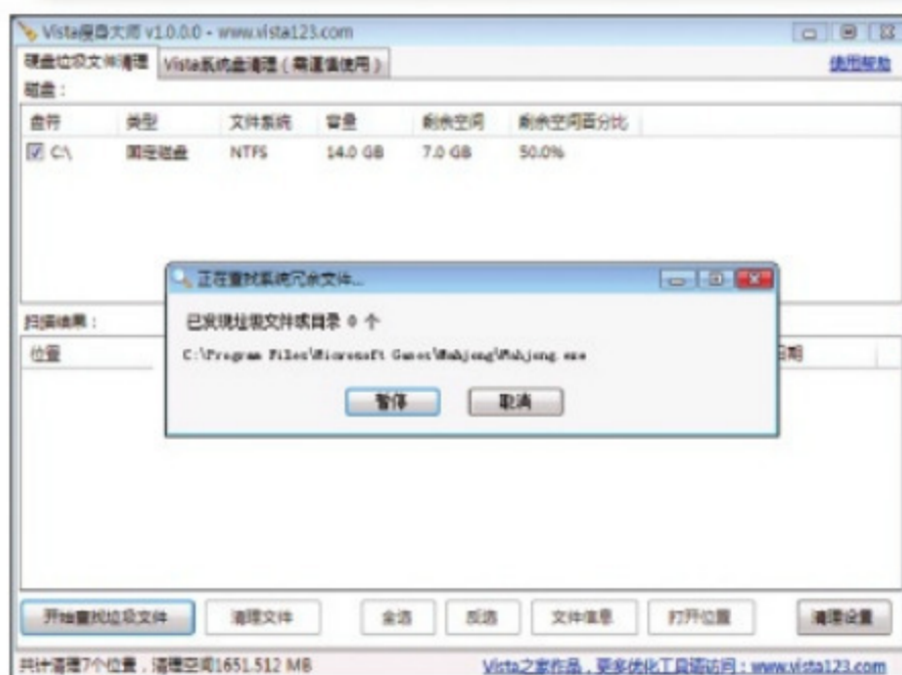 Vista瘦身大师 v1.0.0.0 - www.vista123.com
硬盘垃圾文件清理 Vista系统盘清理（需谨慎使用） 使用帮助
磁盘：
盘符 类型 文件系统 容量 剩余空间 剩余空间百分比
C:\ 固定磁盘 NTFS 14.0 GB 7.0 GB 50.0%
正在查找系统冗余文件...
已发现垃圾文件或目录 0 个
C:\Program Files\Microsoft Games\Mahjong\Mahjong.exe
暂停 取消
扫描结果：
位置 日期
开始查找垃圾文件 清理文件 全选 反选 文件信息 打开位置 清理设置
共计清理7个位置，清理空间1651.512 MB Vista之家作品，更多优化工具请访问：www.vista123.com